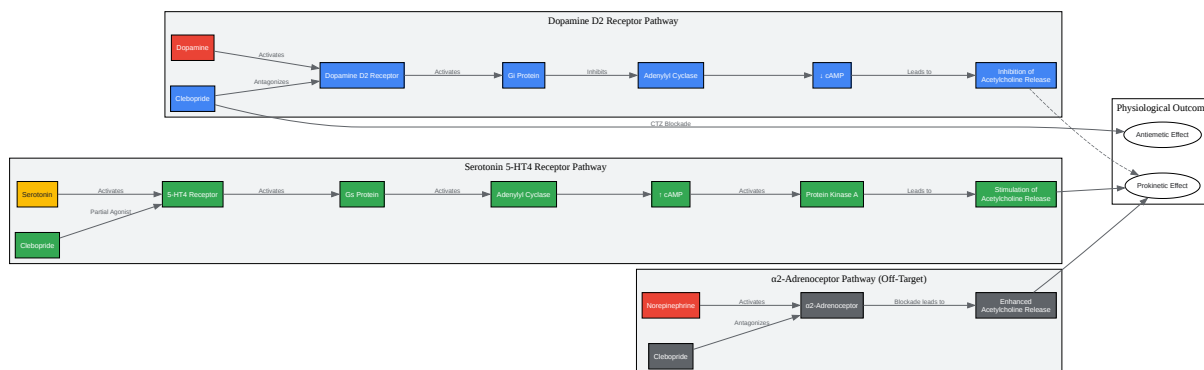 Dopamine D2 Receptor Pathway
Dopamine
Activates
Antagonizes
Clebopride
Dopamine D2 Receptor
Activates
Gi Protein
Inhibits
Adenylyl Cyclase
↓ cAMP
Leads to
Inhibition of
Acetylcholine Release
CTZ Blockade
Physiological Outcom
Antiemetic Effect
Prokinetic Effect
Serotonin 5-HT4 Receptor Pathway
Serotonin
Activates
Partial Agonist
Clebopride
5-HT4 Receptor
Activates
Gs Protein
Activates
Adenylyl Cyclase
↑ cAMP
Activates
Protein Kinase A
Leads to
Stimulation of
Acetylcholine Release
α2-Adrenoceptor Pathway (Off-Target)
Norepinephrine
Activates
Antagonizes
Clebopride
α2-Adrenoceptor
Blockade leads to
Enhanced
Acetylcholine Release